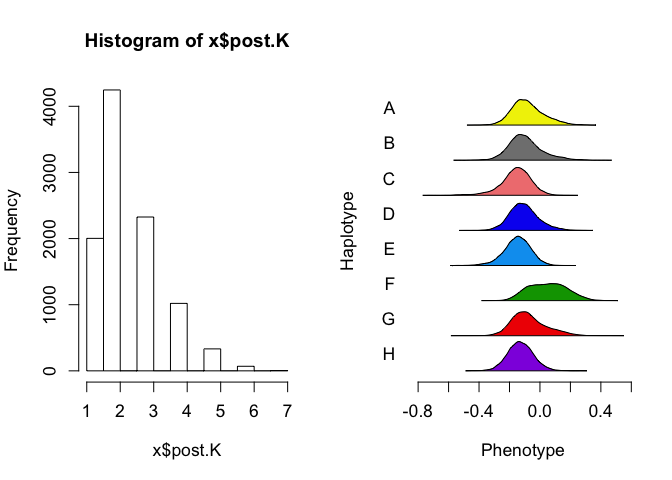 Histogram of x$post.K
Frequency
0
1000
2000
3000
4000
1 2 3 4 5 6 7
x$post.K
Haplotype
A
B
C
D
E
F
G
H
-0.8 -0.4 0.0 0.4
Phenotype